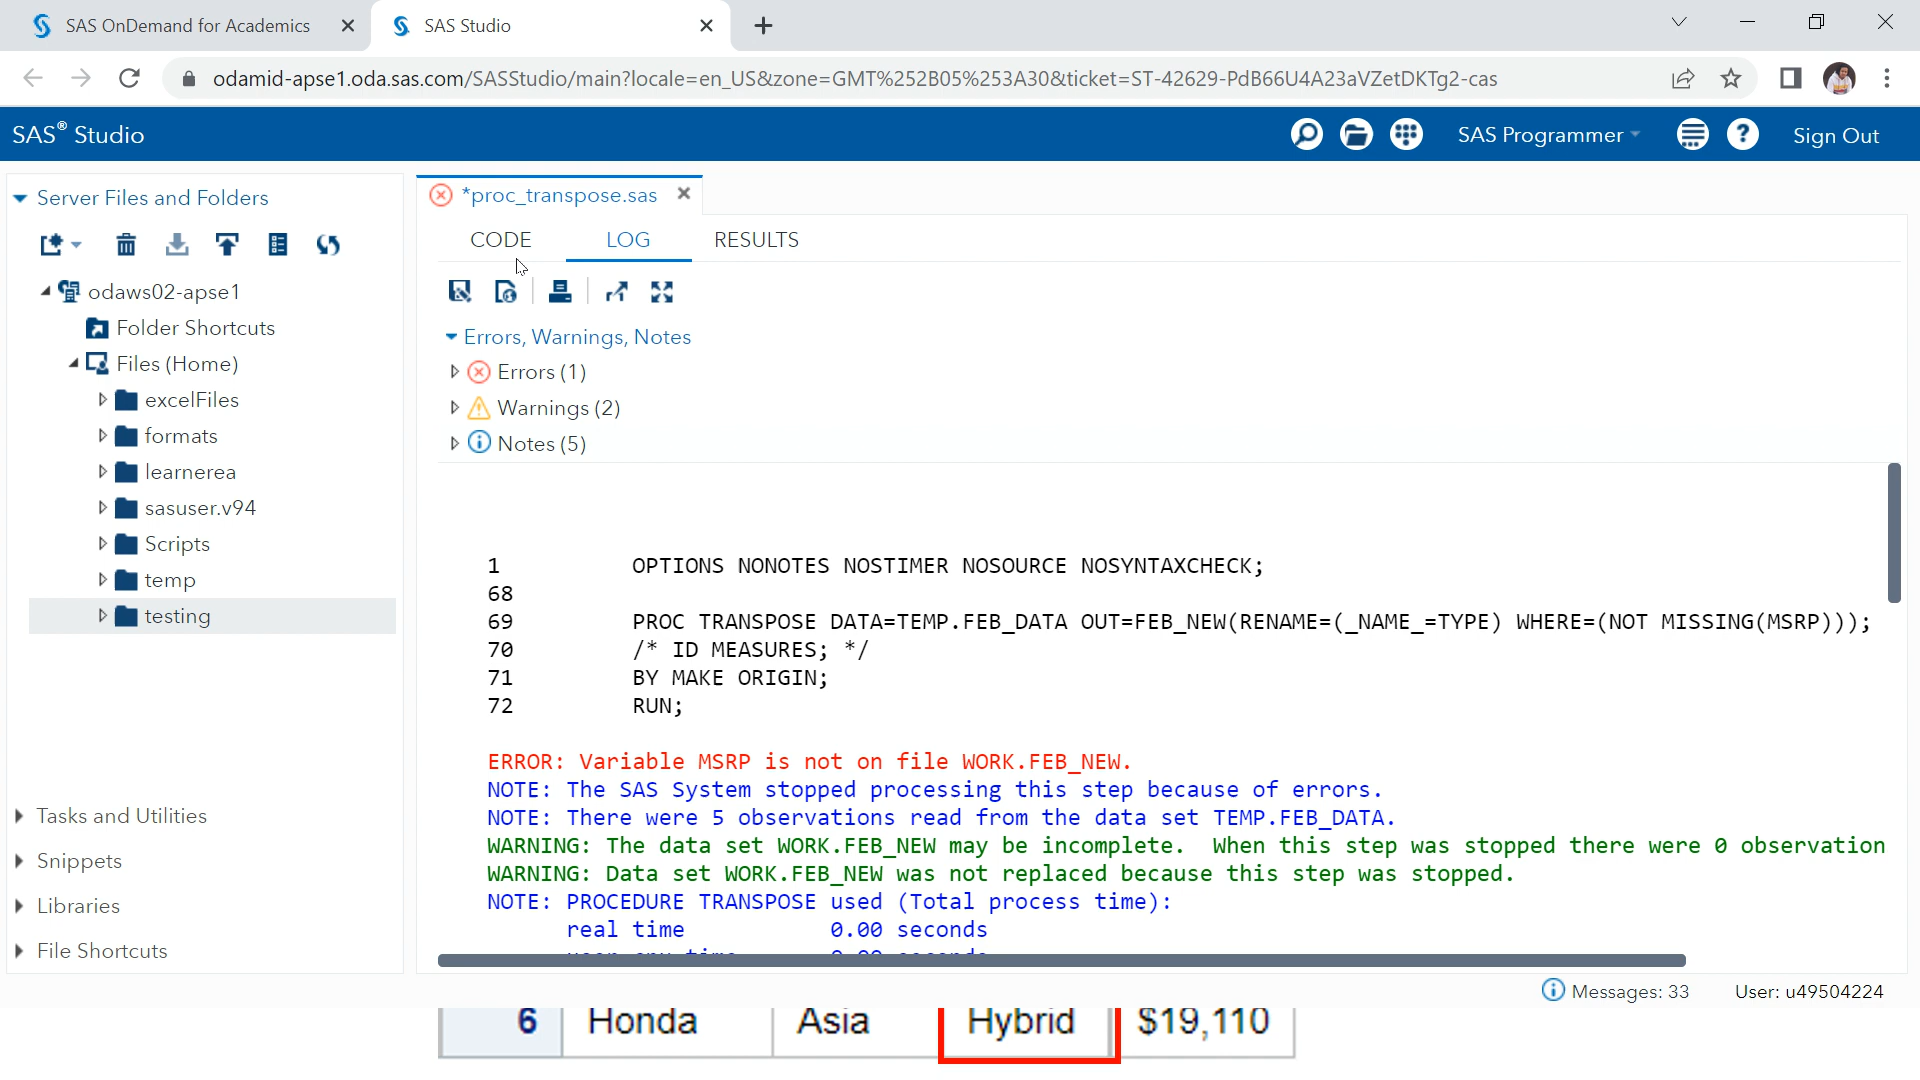 SAS OnDemand for Academics
SAS Studio
odamid-apse1.oda.sas.com/SASStudio/main?locale=en_US&zone=GMT%252B05%253A30&ticket=ST-42629-PdB66U4A23aVZetDKTg2-cas
SAS® Studio
SAS Programmer
Sign Out
Server Files and Folders
odaws02-apse1
Folder Shortcuts
Files (Home)
excelFiles
formats
learnerea
sasuser.v94
Scripts
temp
testing
Tasks and Utilities
Snippets
Libraries
File Shortcuts
*proc_transpose.sas
CODE LOG RESULTS
Errors, Warnings, Notes
Errors (1)
Warnings (2)
Notes (5)
1 OPTIONS NONOTES NOSTIMER NOSOURCE NOSYNTAXCHECK;
68
69 PROC TRANSPOSE DATA=TEMP.FEB_DATA OUT=FEB_NEW(RENAME=(_NAME_=TYPE) WHERE=(NOT MISSING(MSRP)));
70 /* ID MEASURES; */
71 BY MAKE ORIGIN;
72 RUN;
ERROR: Variable MSRP is not on file WORK.FEB_NEW.
NOTE: The SAS System stopped processing this step because of errors.
NOTE: There were 5 observations read from the data set TEMP.FEB_DATA.
WARNING: The data set WORK.FEB_NEW may be incomplete. When this step was stopped there were 0 observation
WARNING: Data set WORK.FEB_NEW was not replaced because this step was stopped.
NOTE: PROCEDURE TRANSPOSE used (Total process time):
real time 0.00 seconds
Messages: 33
User: u49504224
6 Honda Asia Hybrid $19,110